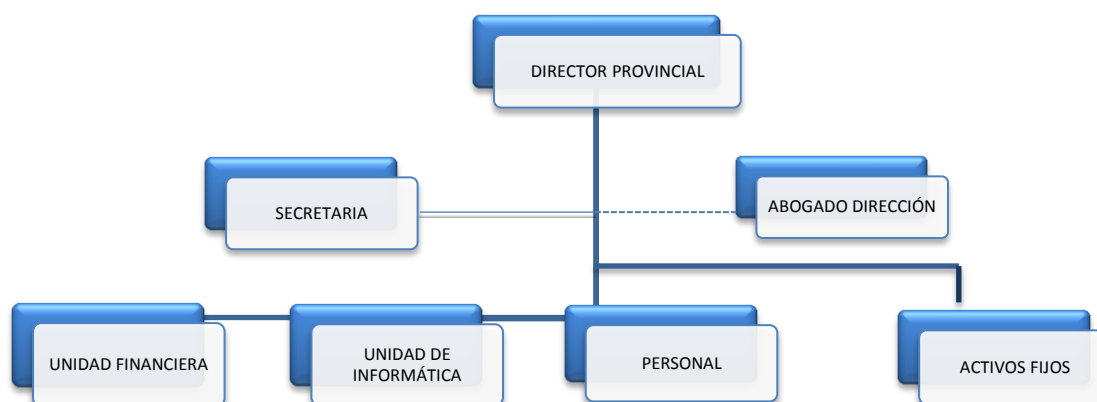 DIRECTOR PROVINCIAL
SECRETARIA
ABOGADO DIRECCIÓN
UNIDAD FINANCIERA
UNIDAD DE
INFORMÁTICA
PERSONAL
ACTIVOS FIJOS